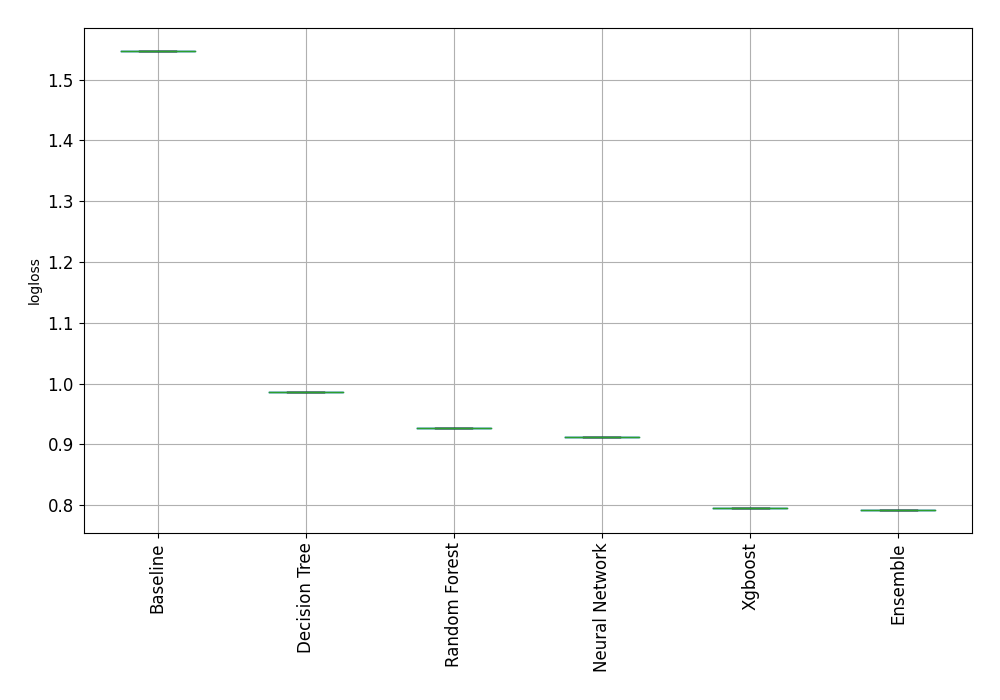 1.5
1.4
1.3
1.2
1.1
1.0
0.9
0.8
logloss
Baseline
Decision Tree
Random Forest
Neural Network
Xgboost
Ensemble